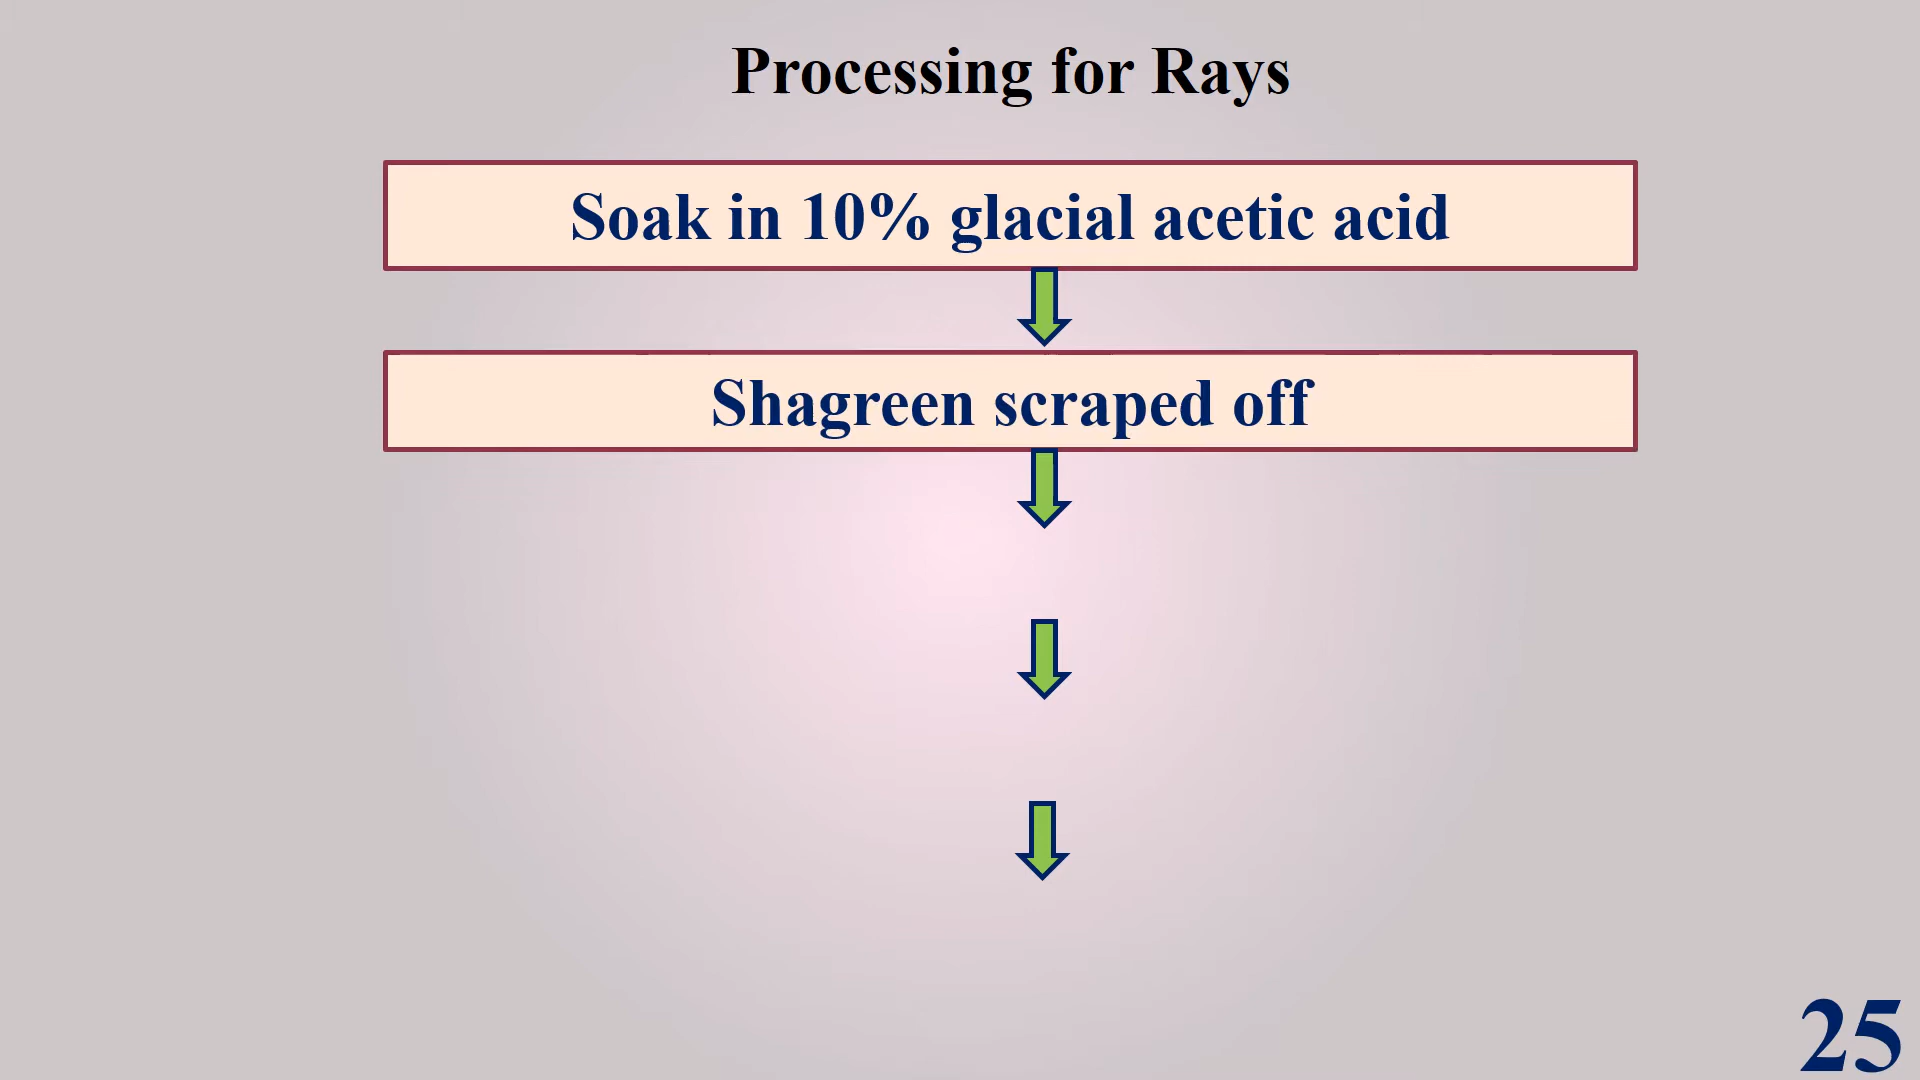 Processing for Rays
Soak in 10% glacial acetic acid
Shagreen scraped off
25